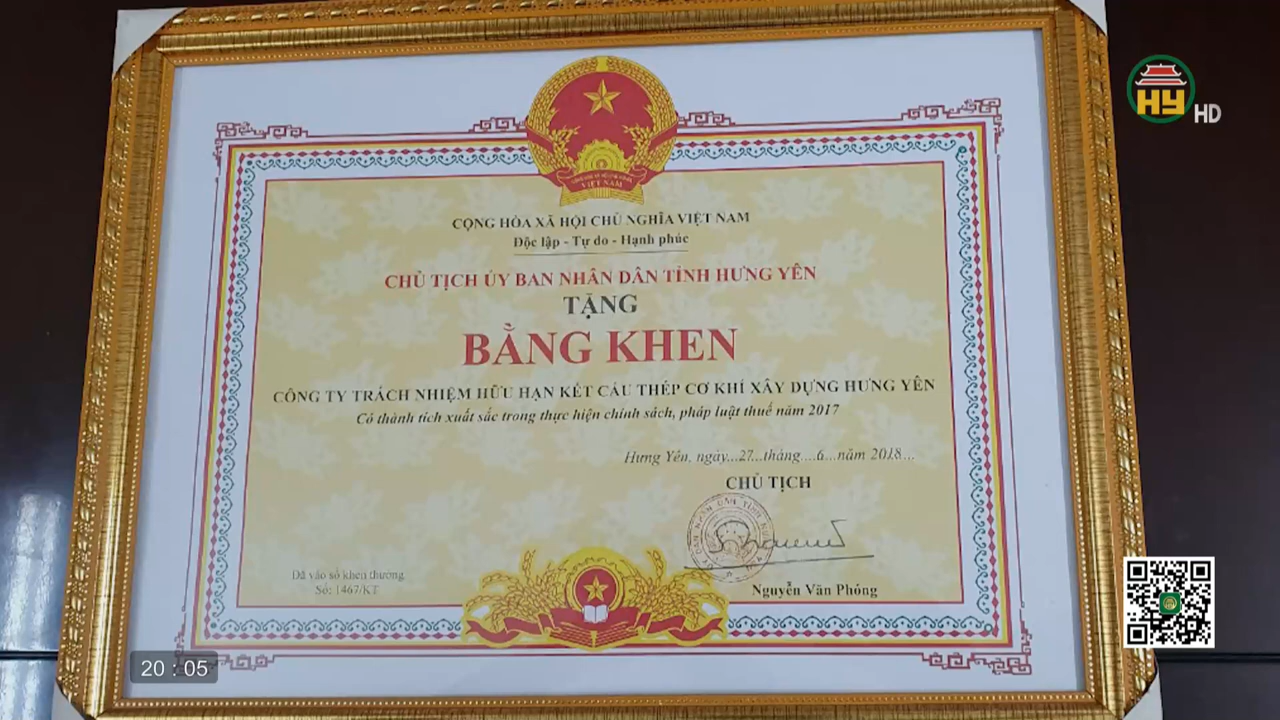 HY HD
VIỆT NAM
CỘNG HÒA XÃ HỘI CHỦ NGHĨA VIỆT NAM
Độc lập - Tự do - Hạnh phúc
CHỦ TỊCH ỦY BAN NHÂN DÂN TỈNH HƯNG YÊN
TẶNG
BẰNG KHEN
CÔNG TY TRÁCH NHIỆM HỮU HẠN KẾT CẤU THÉP CƠ KHÍ XÂY DỰNG HƯNG YÊN
Có thành tích xuất sắc trong thực hiện chính sách, pháp luật thuế năm 2017
Hưng Yên, ngày...27...tháng....6...năm 2018...
CHỦ TỊCH
Đã vào sổ khen thưởng
Số: 1467/KT
Nguyễn Văn Phóng
20 : 05